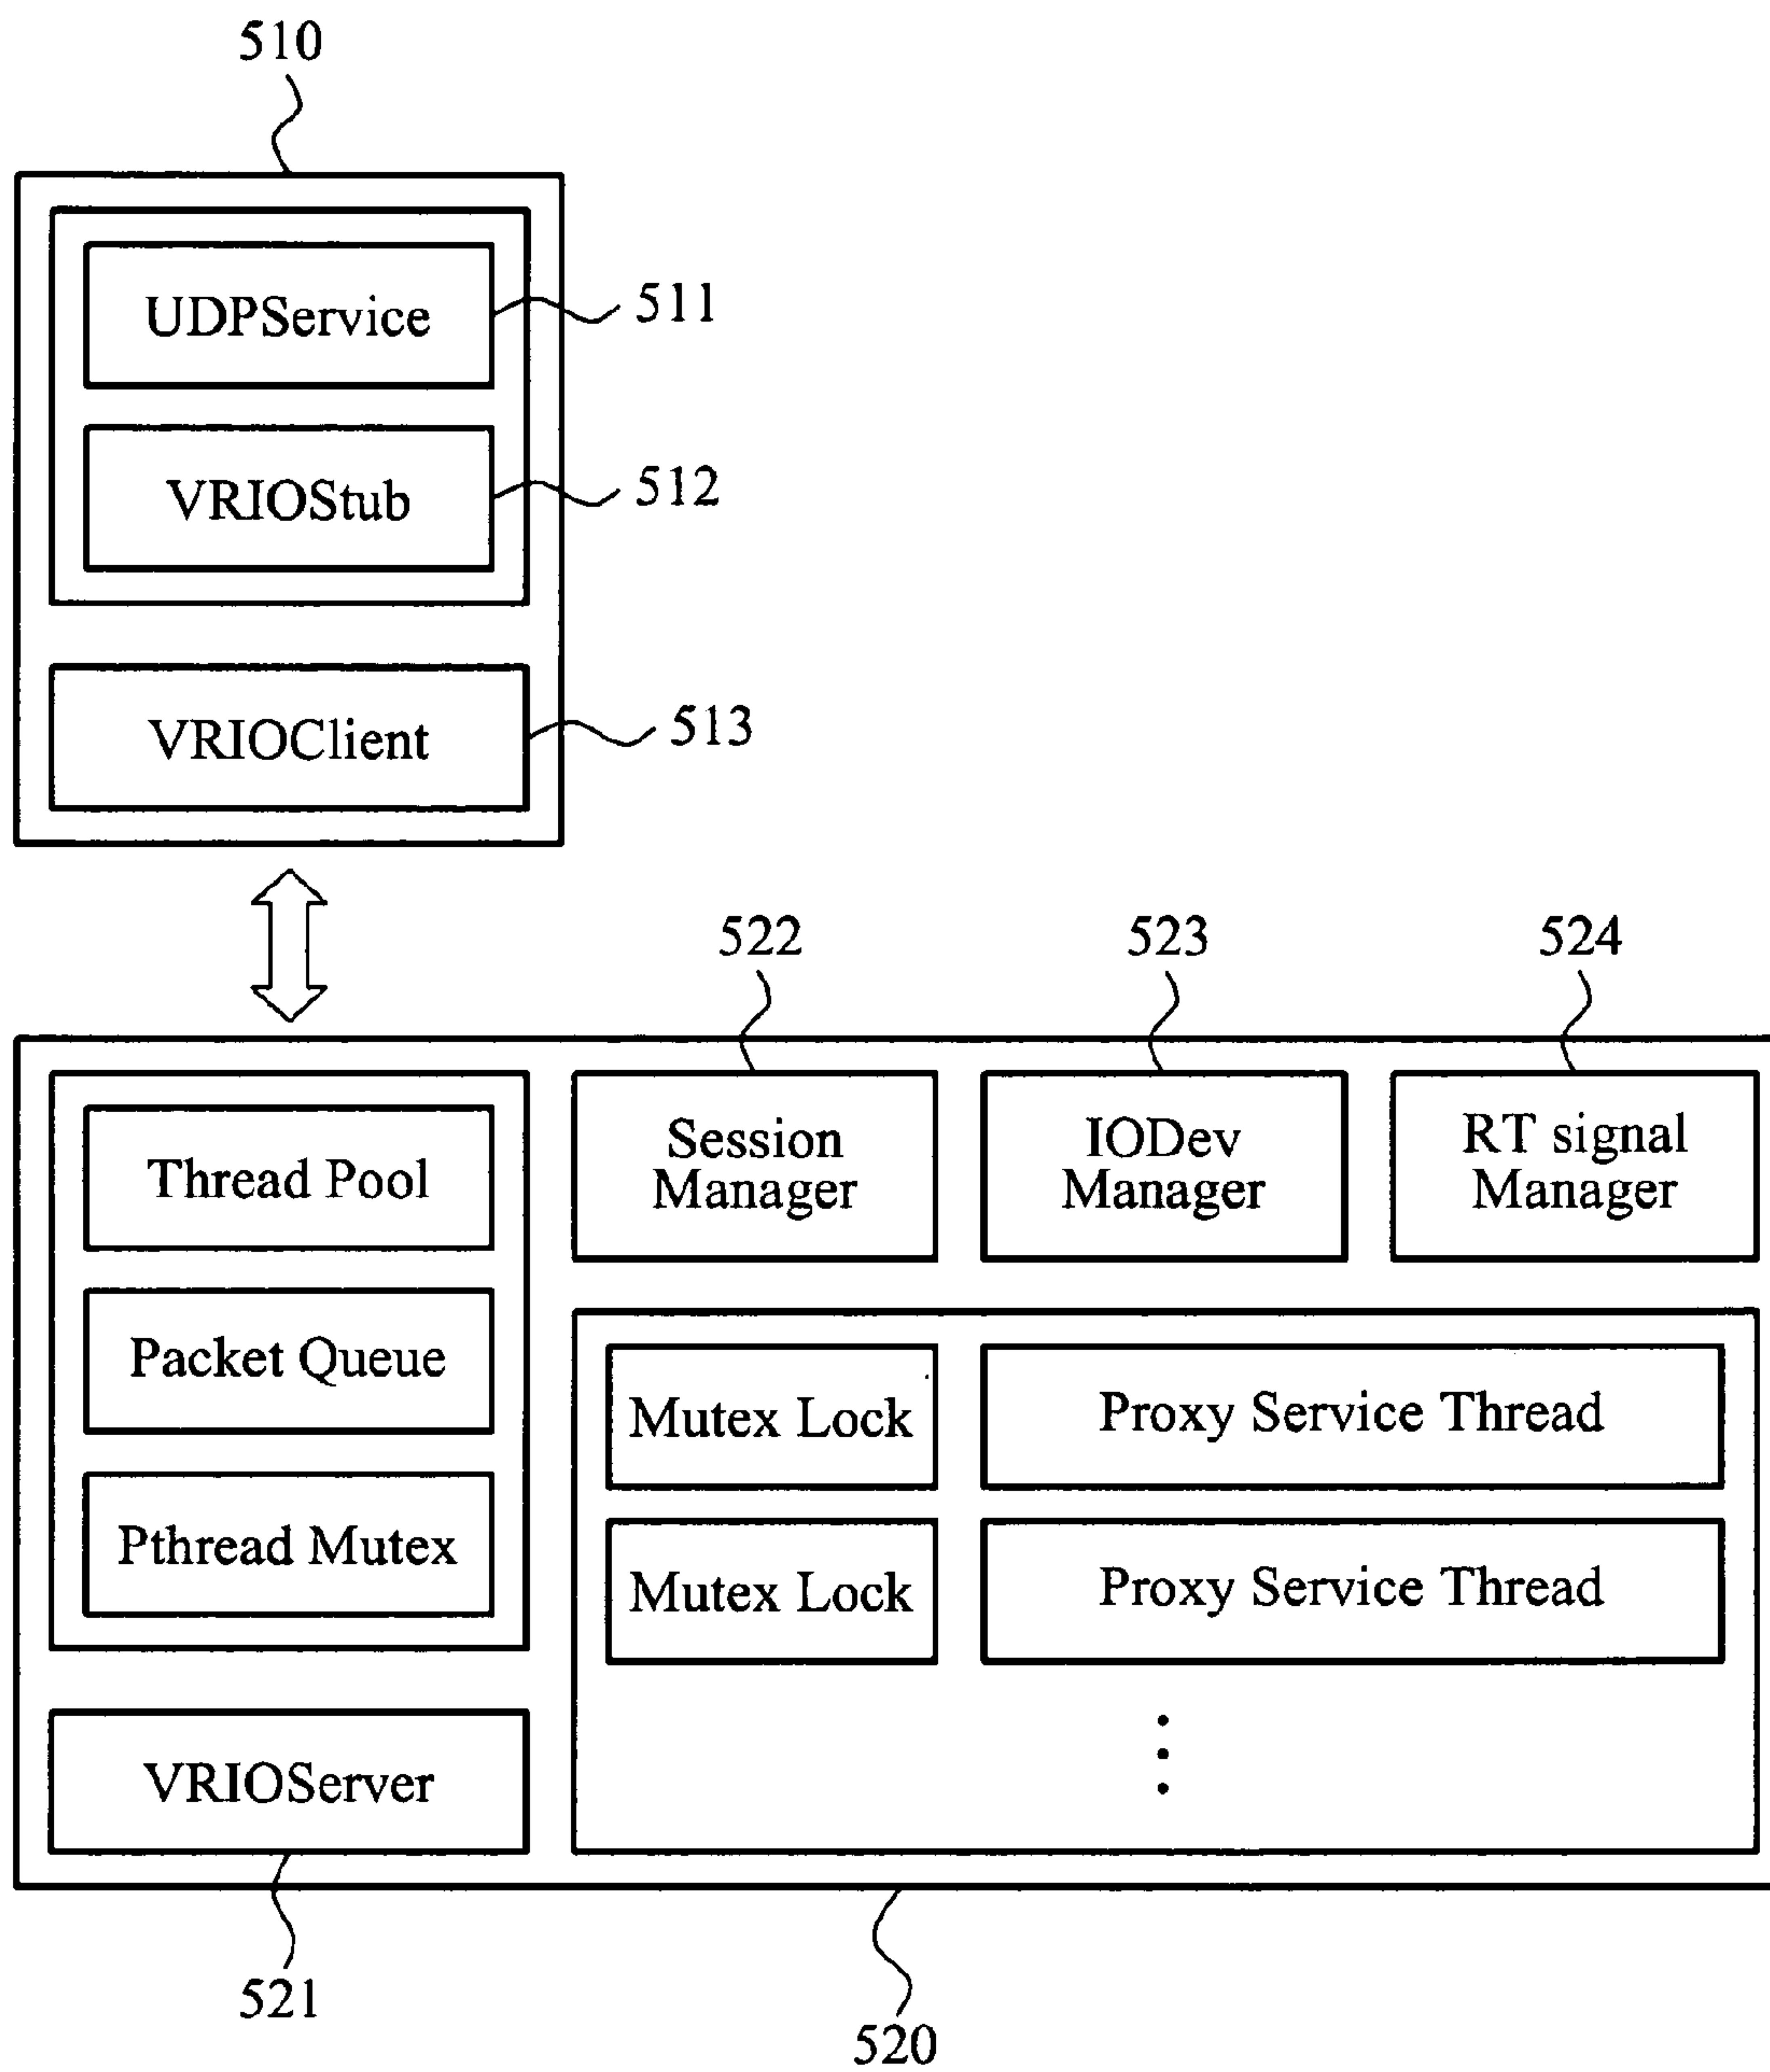 510
UDPService
511
VRIOStub
512
VRIOClient
513
522
523
524
Thread Pool
Packet Queue
Pthread Mutex
VRIOServer
Session
Manager
IODev
Manager
RT signal
Manager
Mutex Lock
Proxy Service Thread
Mutex Lock
Proxy Service Thread
521
520